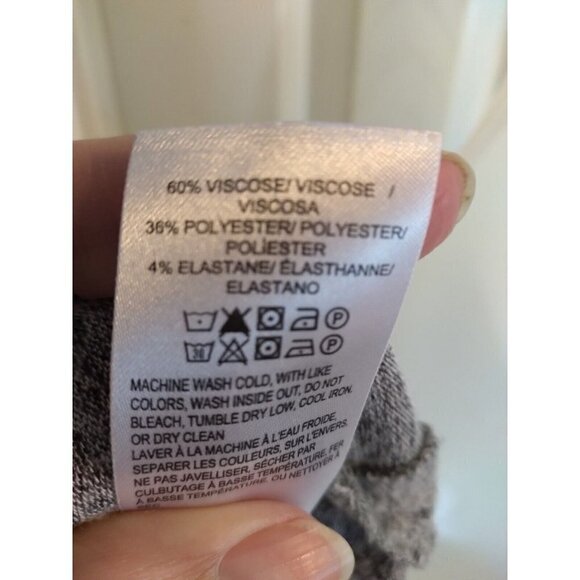 60% VISCOSE/ VISCOSE /
VISCOSA
36% POLYESTER/ POLYESTER/
POLÍESTER
4% ELASTANE/ ÉLASTHANNE/
ELASTANO
P
30 P
MACHINE WASH COLD, WITH LIKE
COLORS, WASH INSIDE OUT, DO NOT
BLEACH, TUMBLE DRY LOW, COOL IRON.
OR DRY CLEAN
LAVER À LA MACHINE À L'EAU FROIDE,
SEPARER LES COULEURS, SUR L'ENVERS.
NE PAS JAVELLISER, SÉCHER PAR
CULBUTAGE À BASSE TEMPÉRATURE, FER
À BASSE TEMPÉRATURE, OU NETTOYER À